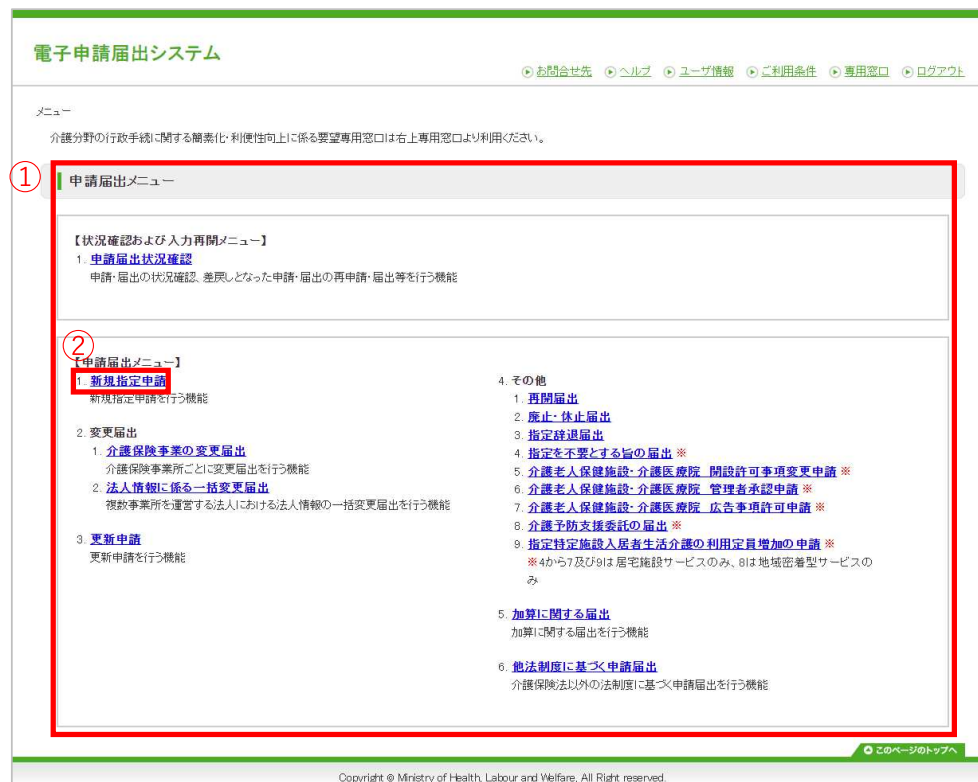 電子申請届出システム
お問合せ先 ヘルプ ユーザ情報 ご利用条件 専用窓口 ログアウト
メニュー
介護分野の行政手続に関する簡素化・利便性向上に係る要望専用窓口は右上専用窓口より利用ください。
①
申請届出メニュー
【状況確認および入力再開メニュー】
1. 申請届出状況確認
申請・届出の状況確認、差戻しとなった申請・届出の再申請・届出等を行う機能
②
【申請届出メニュー】
1. 新規指定申請
新規指定申請を行う機能
2. 変更届出
1. 介護保険事業の変更届出
介護保険事業所ごとに変更届出を行う機能
2. 法人情報に係る一括変更届出
複数事業所を運営する法人における法人情報の一括変更届出を行う機能
3. 更新申請
更新申請を行う機能
4. その他
1. 再開届出
2. 廃止・休止届出
3. 指定辞退届出
4. 指定を不要とする旨の届出 ※
5. 介護老人保健施設・介護医療院 開設許可事項変更申請 ※
6. 介護老人保健施設・介護医療院 管理者承認申請 ※
7. 介護老人保健施設・介護医療院 広告事項許可申請 ※
8. 介護予防支援委託の届出 ※
9. 指定特定施設入居者生活介護の利用定員増加の申請 ※
※4から7及び9は居宅施設サービスのみ、8は地域密着型サービスの
み
5. 加算に関する届出
加算に関する届出を行う機能
6. 他法制度に基づく申請届出
介護保険法以外の法制度に基づく申請届出を行う機能
このページのトップへ
Copyright © Ministry of Health, Labour and Welfare, All Right reserved.